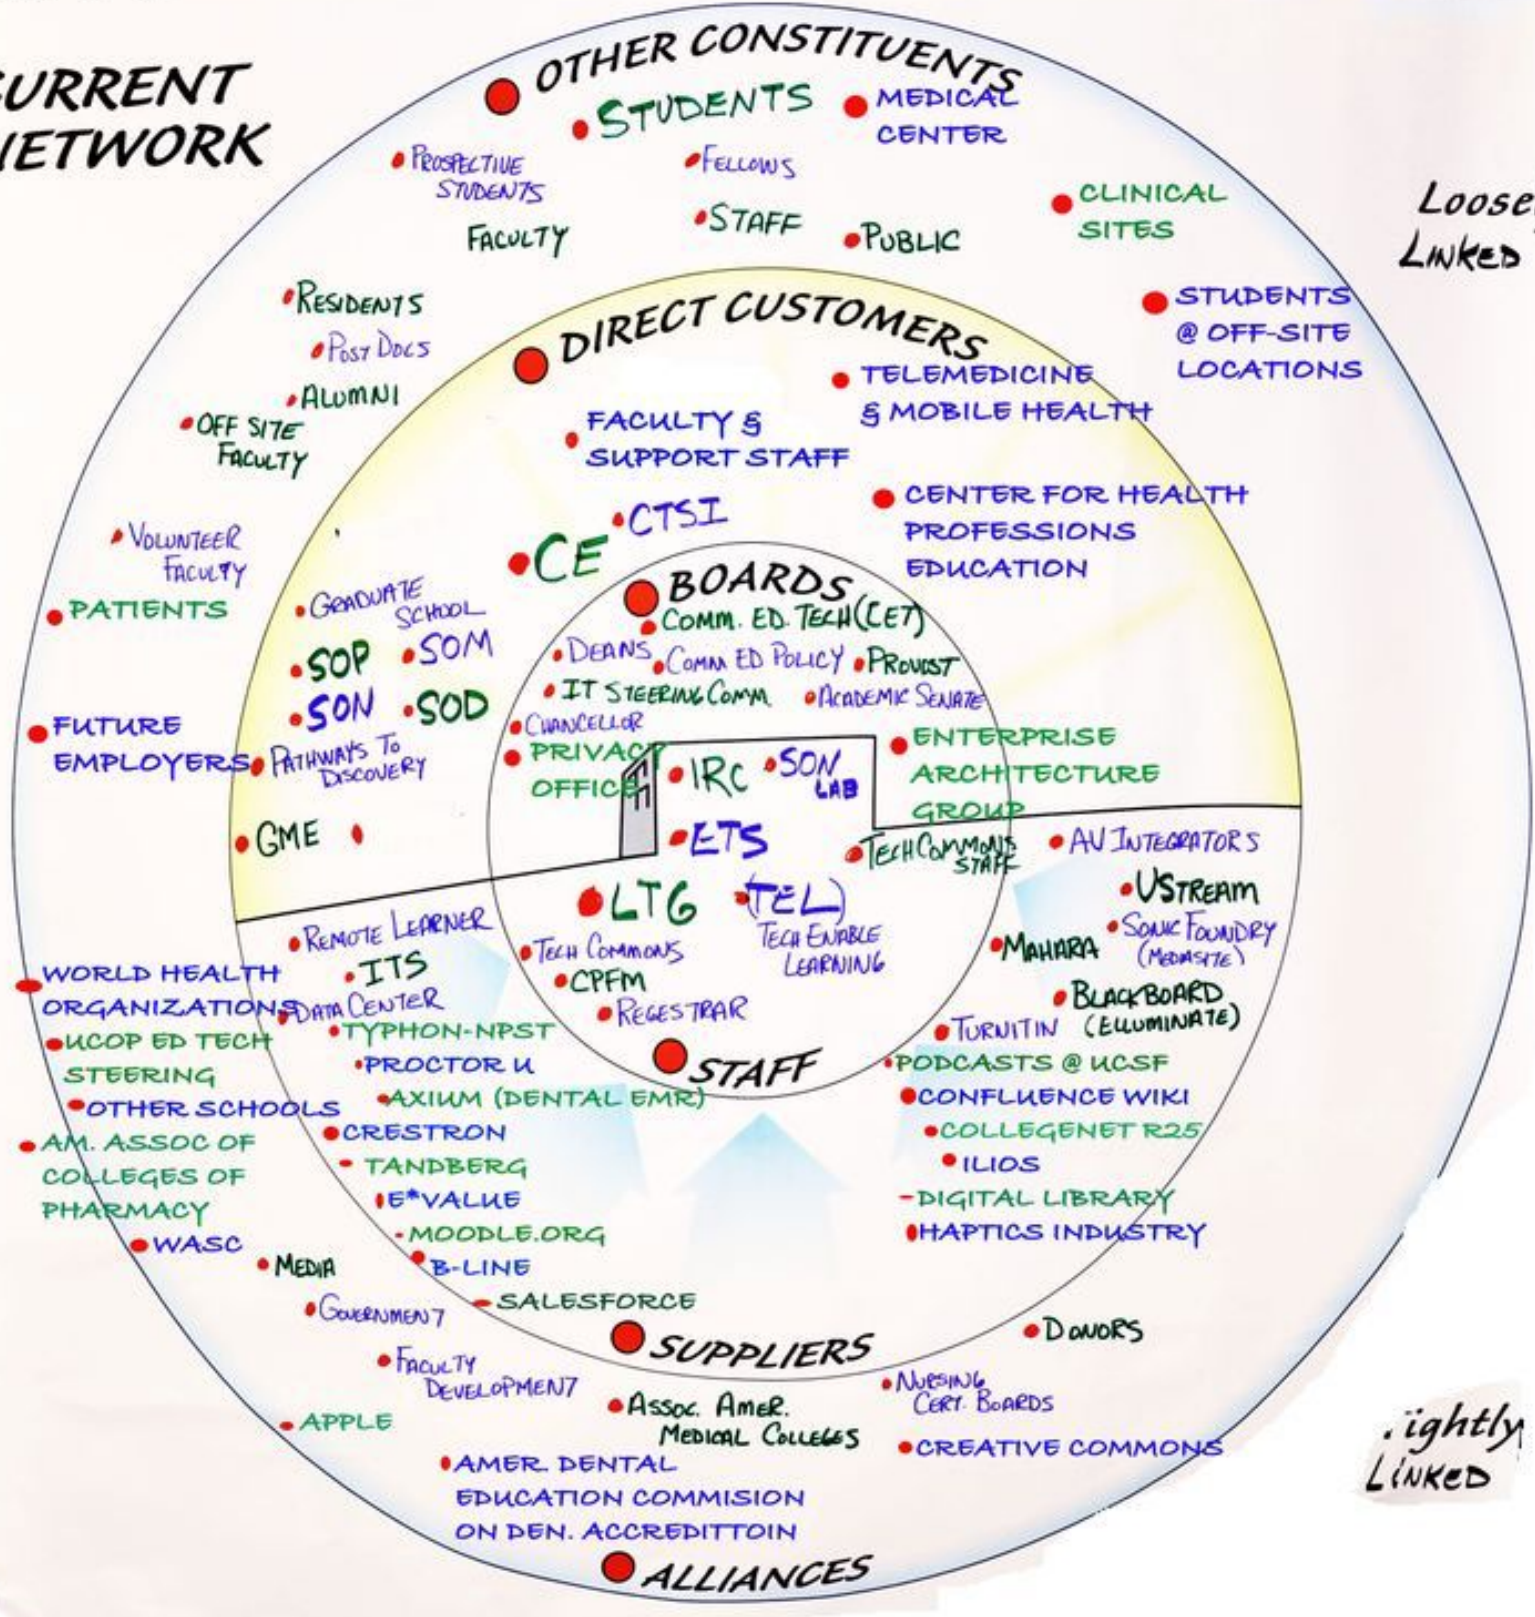 CURRENT
NETWORK
OTHER CONSTITUENTS
STUDENTS
MEDICAL
CENTER
PROSPECTIVE
STUDENTS
FELLOWS
FACULTY
STAFF
PUBLIC
CLINICAL
SITES
Loose
LINKED
RESIDENTS
POST DOCS
ALUMNI
OFF SITE
FACULTY
STUDENTS
@ OFF-SITE
LOCATIONS
VOLUNTEER
FACULTY
PATIENTS
FUTURE
EMPLOYERS
DIRECT CUSTOMERS
TELEMEDICINE
& MOBILE HEALTH
FACULTY &
SUPPORT STAFF
CTSI
CE
CENTER FOR HEALTH
PROFESSIONS
EDUCATION
GRADUATE
SCHOOL
SOP
SOM
SON
SOD
PATHWAYS TO
DISCOVERY
GME
BOARDS
COMM. ED. TECH (CET)
DEANS
COMM ED POLICY
PROVOST
IT STEERING COMM.
ACADEMIC SENATE
CHANCELLOR
PRIVACY
OFFICE
ENTERPRISE
ARCHITECTURE
GROUP
IRC
SON
LAB
ETS
TECH COMMONS
STAFF
LTG
(TEL)
TECH ENABLE
LEARNING
TECH COMMONS
CPFM
REGESTRAR
STAFF
REMOTE LEARNER
ITS
DATA CENTER
TYPHON-NPST
PROCTOR U
AXIUM (DENTAL EMR)
CRESTRON
TANDBERG
E*VALUE
MOODLE.ORG
B-LINE
SALESFORCE
AV INTEGRATORS
USTREAM
SONIC FOUNDRY
(MEDIASITE)
MAHARA
BLACKBOARD
(ELLUMINATE)
TURNITIN
PODCASTS @ UCSF
CONFLUENCE WIKI
COLLEGENET R25
ILIOS
DIGITAL LIBRARY
HAPTICS INDUSTRY
SUPPLIERS
WORLD HEALTH
ORGANIZATIONS
UCOP ED TECH
STEERING
OTHER SCHOOLS
AM. ASSOC OF
COLLEGES OF
PHARMACY
WASC
MEDIA
GOVERNMENT
FACULTY
DEVELOPMENT
APPLE
ASSOC. AMER.
MEDICAL COLLEGES
AMER. DENTAL
EDUCATION COMMISION
ON DEN. ACCREDITTOIN
DONORS
NURSING
CERT. BOARDS
CREATIVE COMMONS
ightly
LINKED
ALLIANCES